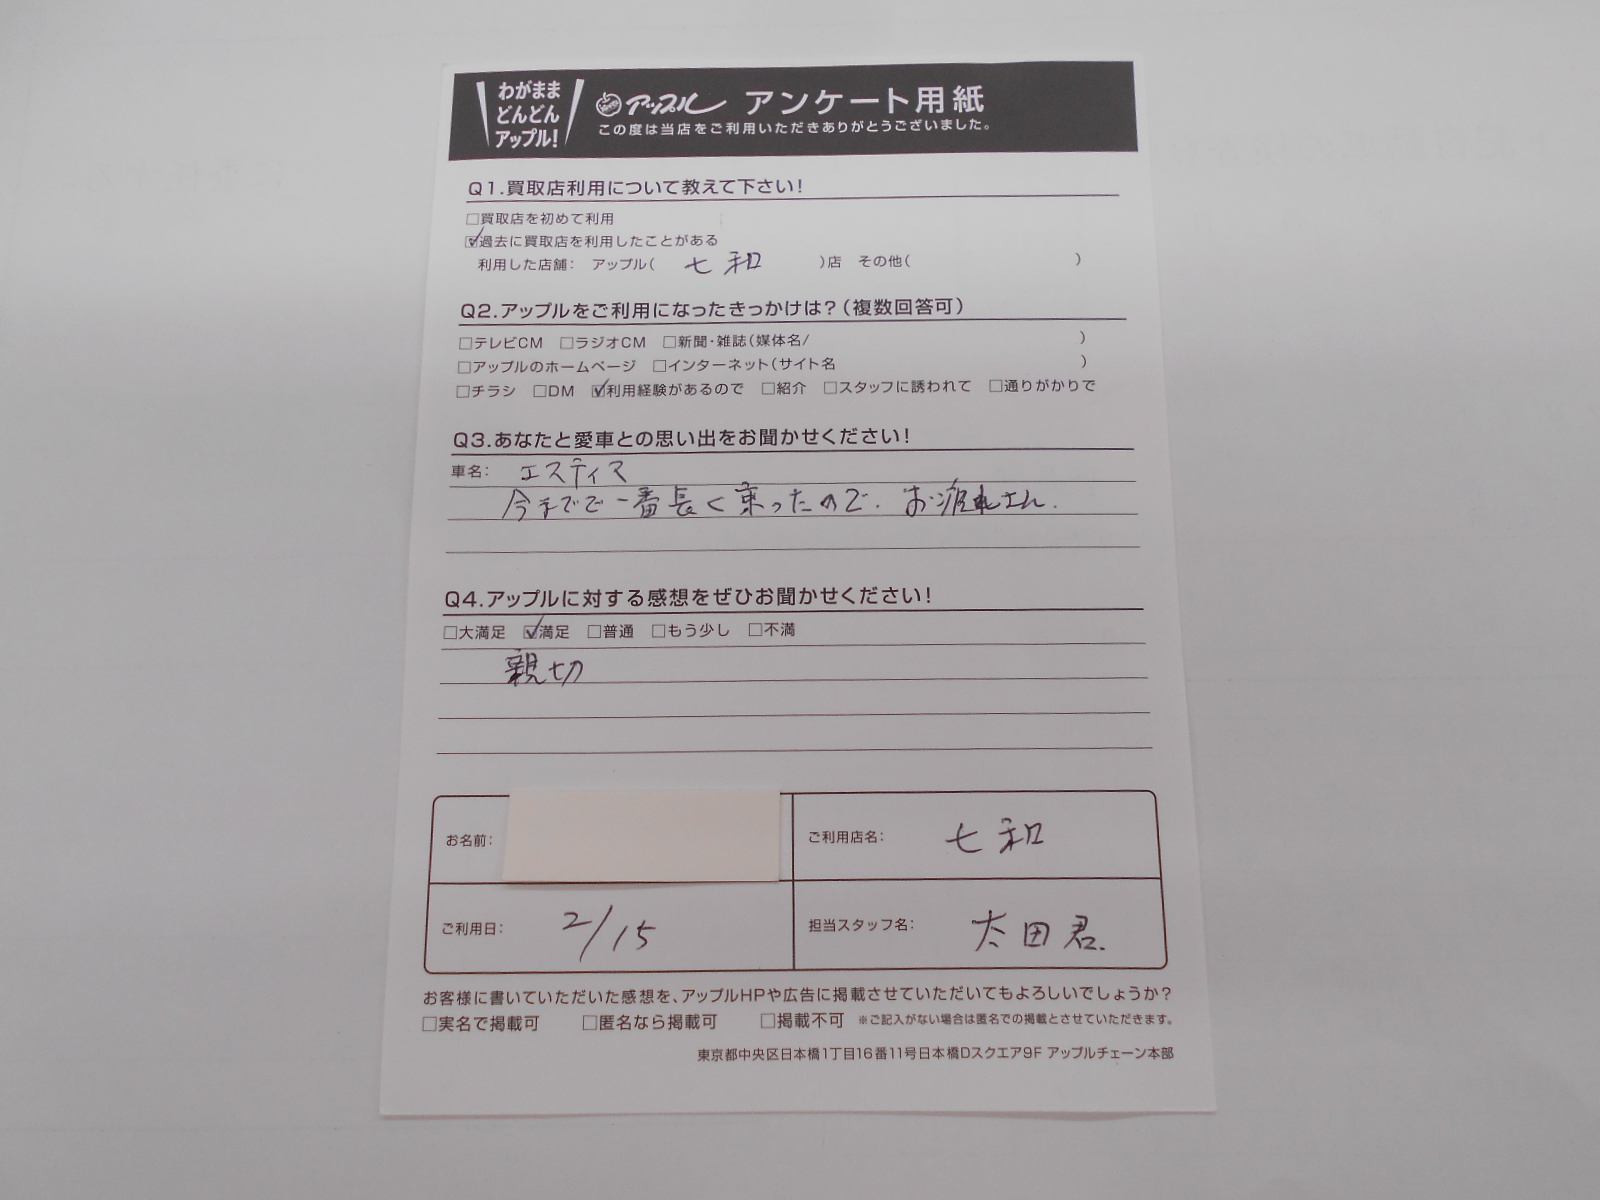 わがまま
どんどん
アップル!
アップル アンケート用紙
この度は当店をご利用いただきありがとうございました。
Q1.買取店利用について教えて下さい!
□買取店を初めて利用
☑過去に買取店を利用したことがある
利用した店舗: アップル( 七和 )店 その他( )
Q2.アップルをご利用になったきっかけは?(複数回答可)
□テレビCM □ラジオCM □新聞・雑誌(媒体名/ )
□アップルのホームページ □インターネット(サイト名 )
□チラシ □DM ☑利用経験があるので □紹介 □スタッフに誘われて □通りがかりで
Q3.あなたと愛車との思い出をお聞かせください!
車名: エスティマ
今までで一番長く乗ったので. お疲れさん.
Q4.アップルに対する感想をぜひお聞かせください!
□大満足 ☑満足 □普通 □もう少し □不満
親切
お名前:
ご利用店名: 七和
ご利用日: 2/15
担当スタッフ名: 太田君.
お客様に書いていただいた感想を、アップルHPや広告に掲載させていただいてもよろしいでしょうか?
□実名で掲載可 □匿名なら掲載可 □掲載不可 ※ご記入がない場合は匿名での掲載とさせていただきます。
東京都中央区日本橋1丁目16番11号日本橋Dスクエア9F アップルチェーン本部